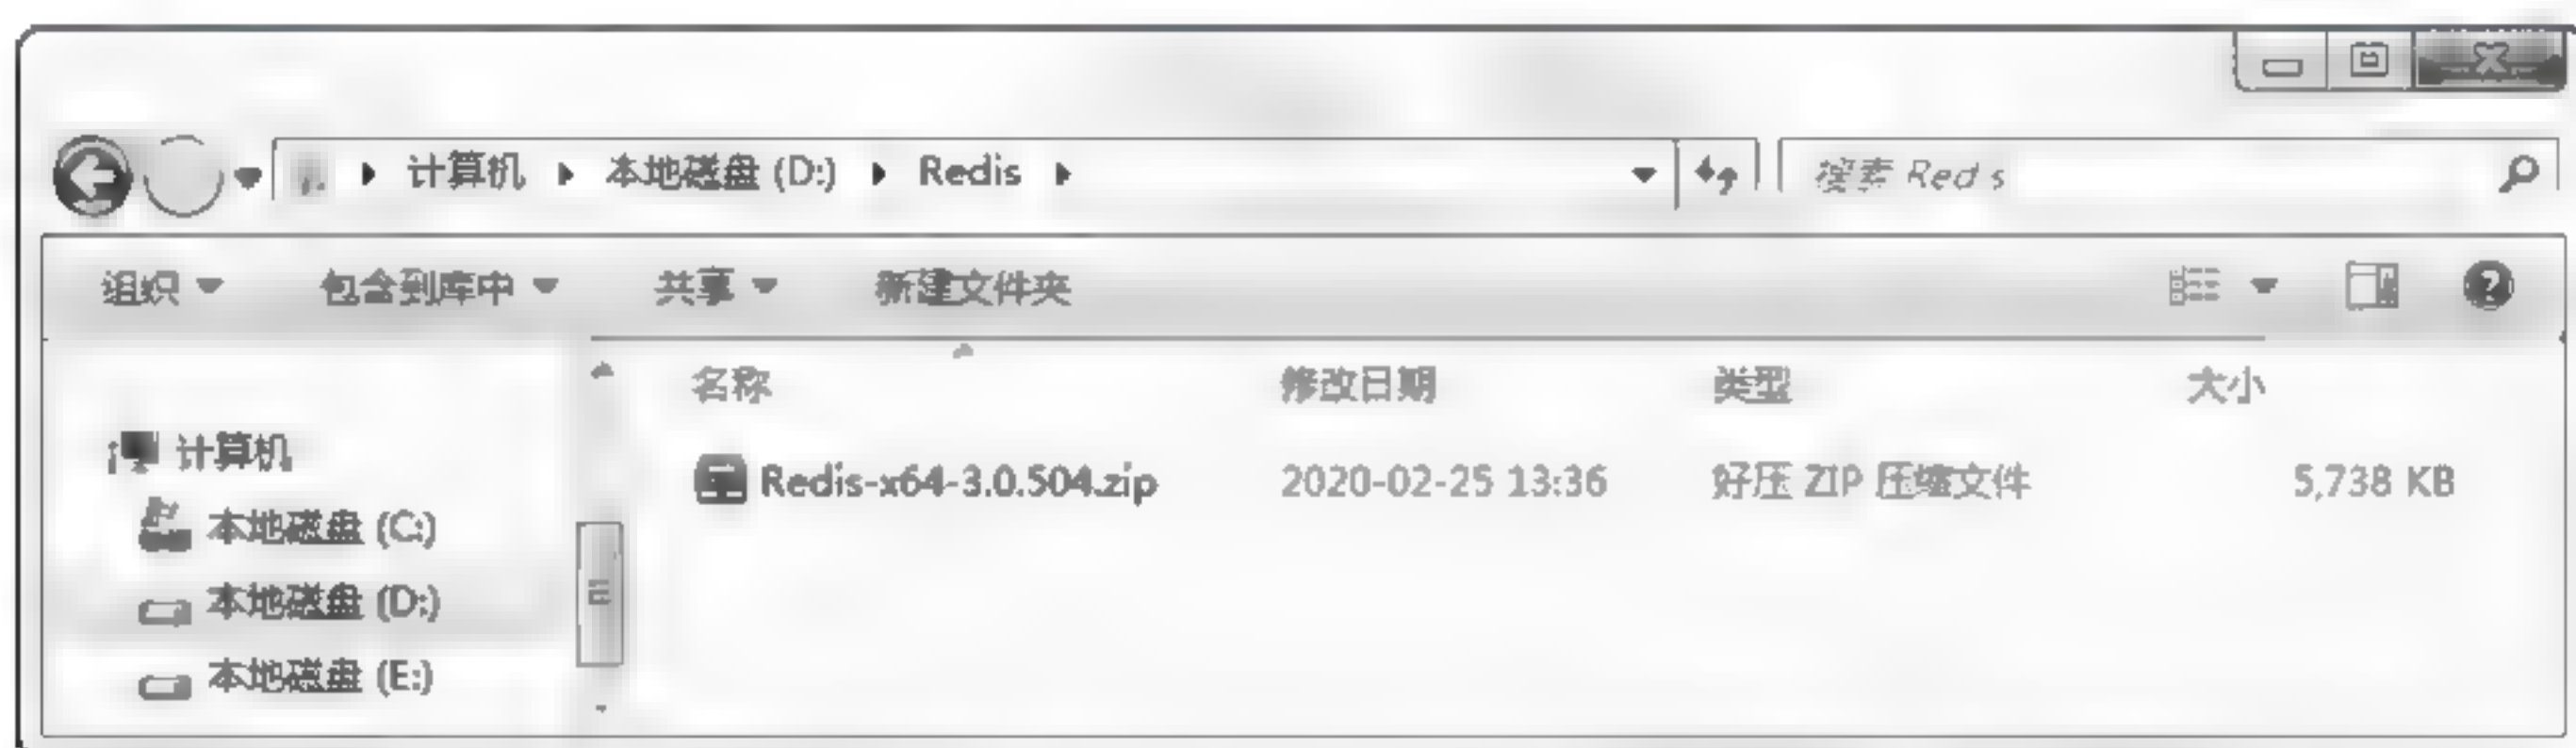 计算机 本地磁盘 (D:) Redis 搜索 Red s
组织 包含到库中 共享 新建文件夹
名称 修改日期 类型 大小
计算机
Redis-x64-3.0.504.zip 2020-02-25 13:36 好压 ZIP 压缩文件 5,738 KB
本地磁盘 (C:)
本地磁盘 (D:)
本地磁盘 (E:)